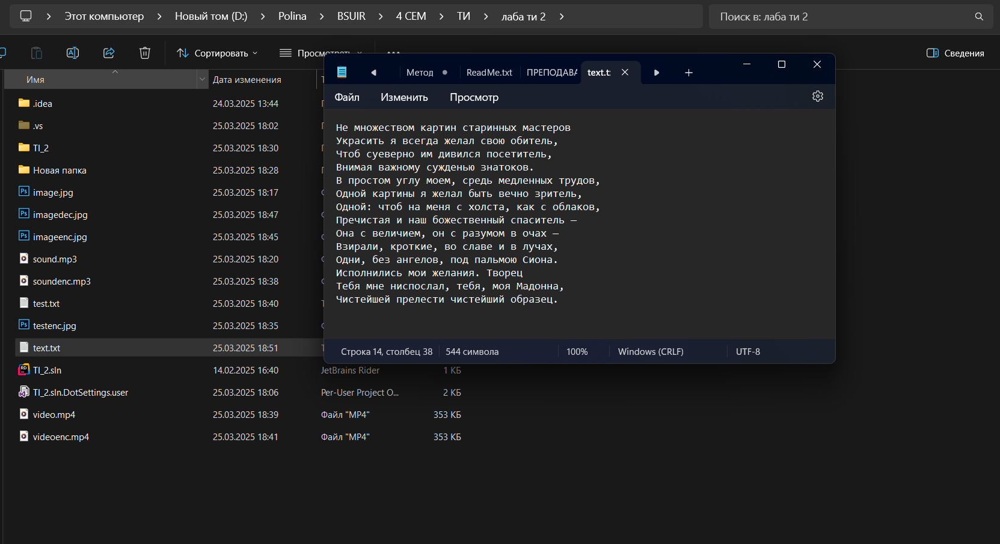 Этот компьютер Новый том (D:) Polina BSUIR 4 СЕМ ТИ лаба ти 2 Поиск в: лаба ти 2
Сортировать Сведения
Имя Дата изменения
.idea 24.03.2025 13:44
.vs 25.03.2025 18:02
TI_2 25.03.2025 18:30
Новая папка 25.03.2025 18:28
image.jpg 25.03.2025 18:17
imagedec.jpg 25.03.2025 18:47
imageenc.jpg 25.03.2025 18:45
sound.mp3 25.03.2025 18:20
soundenc.mp3 25.03.2025 18:38
test.txt 25.03.2025 18:40
testenc.jpg 25.03.2025 18:35
text.txt 25.03.2025 18:51
TI_2.sln 14.02.2025 16:40 JetBrains Rider 1 КБ
TI_2.sln.DotSettings.user 25.03.2025 18:06 Per-User Project O... 2 КБ
video.mp4 25.03.2025 18:39 Файл "MP4" 353 КБ
videoenc.mp4 25.03.2025 18:41 Файл "MP4" 353 КБ
Метод ReadMe.txt ПРЕПОДАВА text.t
Файл Изменить Просмотр
Не множеством картин старинных мастеров
Украсить я всегда желал свою обитель,
Чтоб суеверно им дивился посетитель,
Внимая важному сужденью знатоков.
В простом углу моем, средь медленных трудов,
Одной картины я желал быть вечно зритель,
Одной: чтоб на меня с холста, как с облаков,
Пречистая и наш божественный спаситель —
Она с величием, он с разумом в очах —
Взирали, кроткие, во славе и в лучах,
Одни, без ангелов, под пальмою Сиона.
Исполнились мои желания. Творец
Тебя мне ниспослал, тебя, моя Мадонна,
Чистейшей прелести чистейший образец.
Строка 14, столбец 38 544 символа 100% Windows (CRLF) UTF-8